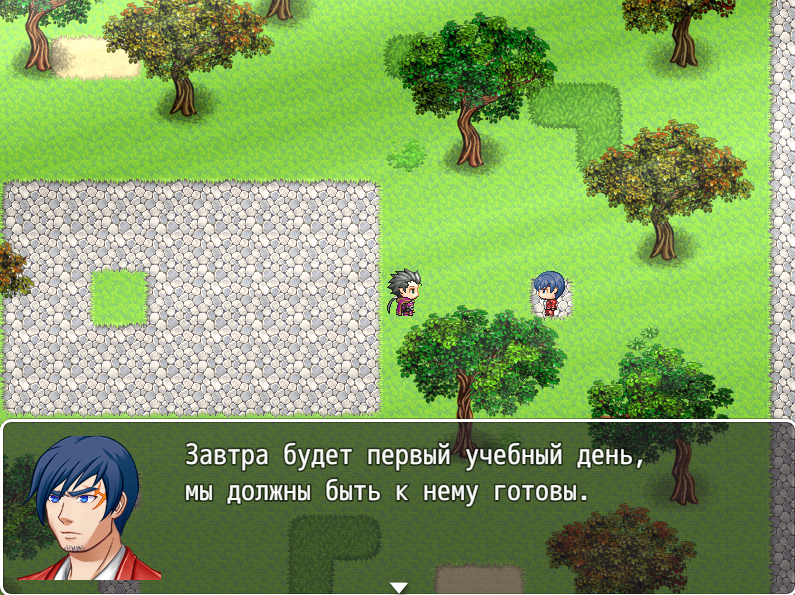 Завтра будет первый учебный день,
мы должны быть к нему готовы.